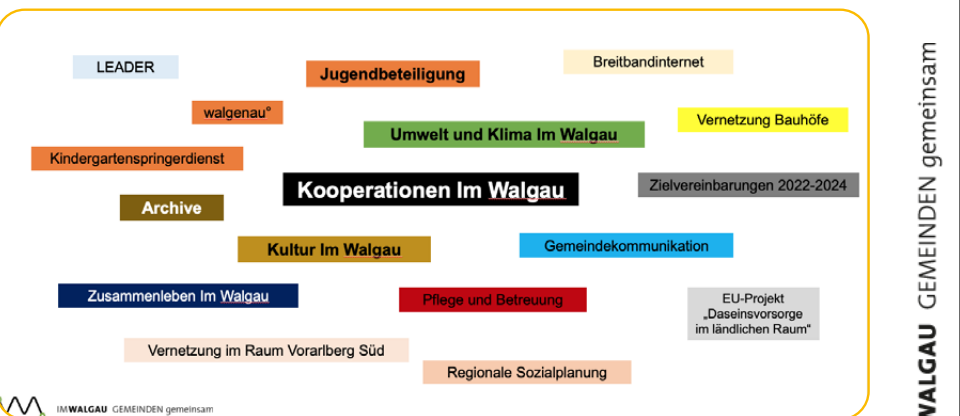 LEADER
Jugendbeteiligung
Breitbandinternet
walgenau°
Vernetzung Bauhöfe
Umwelt und Klima Im Walgau
Kindergartenspringerdienst
Kooperationen Im Walgau
Zielvereinbarungen 2022-2024
Archive
Kultur Im Walgau
Gemeindekommunikation
Zusammenleben Im Walgau
Pflege und Betreuung
EU-Projekt
„Daseinsvorsorge
im ländlichen Raum“
Vernetzung im Raum Vorarlberg Süd
Regionale Sozialplanung
IMWALGAU GEMEINDEN gemeinsam
WALGAU GEMEINDEN gemeinsam